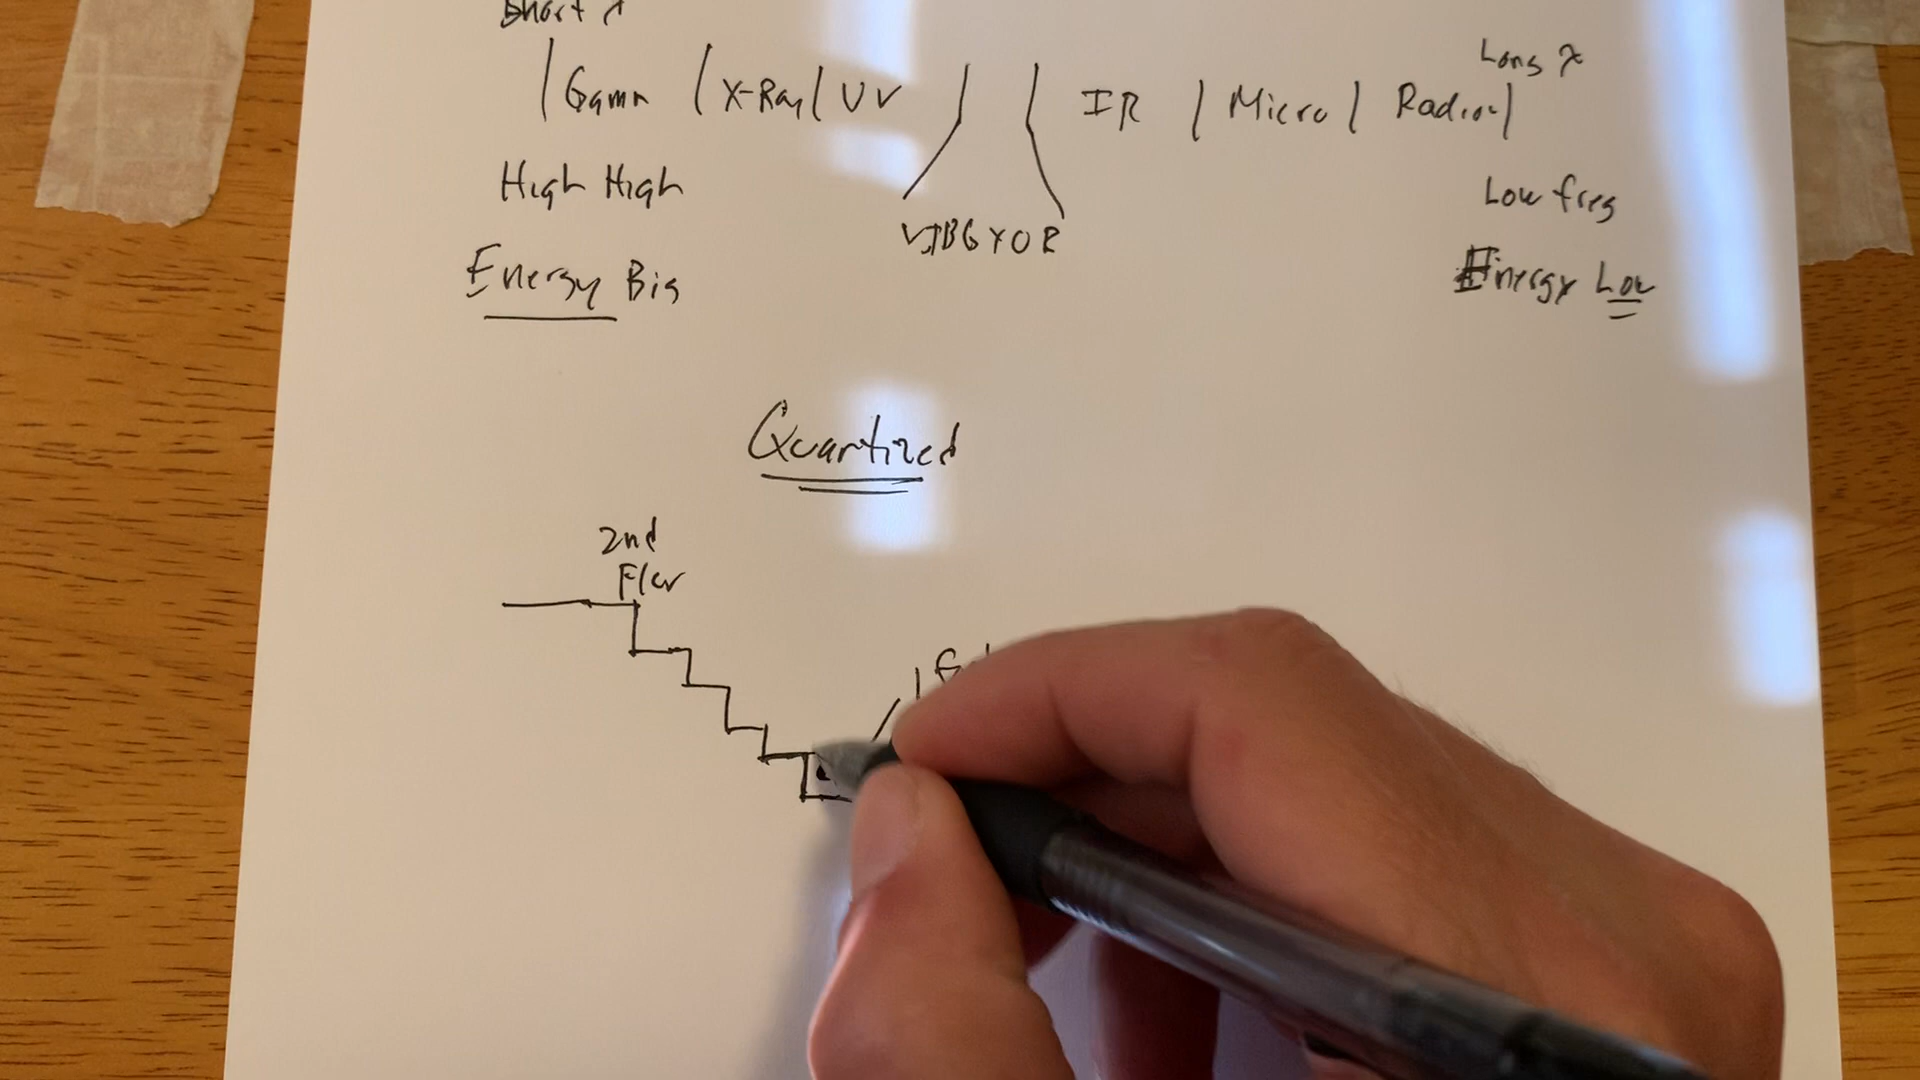 Short λ
Long λ
Gamm X-Ray UV IR Micro Radio
High High
Low freq
VIBGYOR
Energy Big
Energy Low
Quantized
2nd
Flor